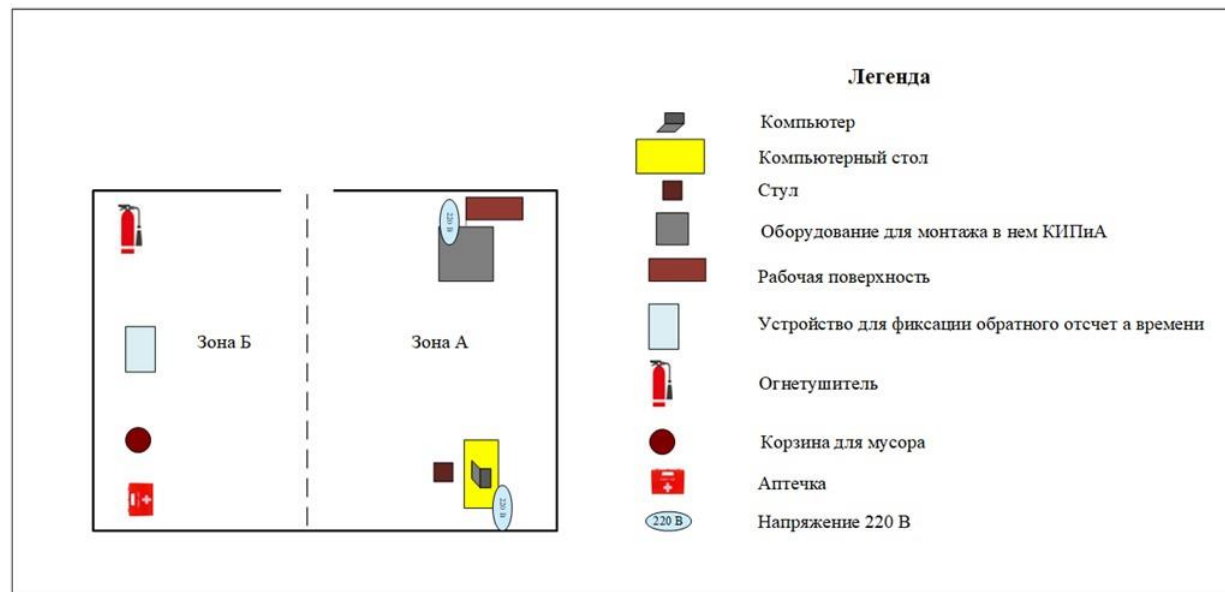 Легенда
Компьютер
Компьютерный стол
Стул
Оборудование для монтажа в нем КИПиА
Рабочая поверхность
Устройство для фиксации обратного отсчет а времени
Огнетушитель
Корзина для мусора
Аптечка
220 В Напряжение 220 В
220 В
Зона Б
Зона А
220 В